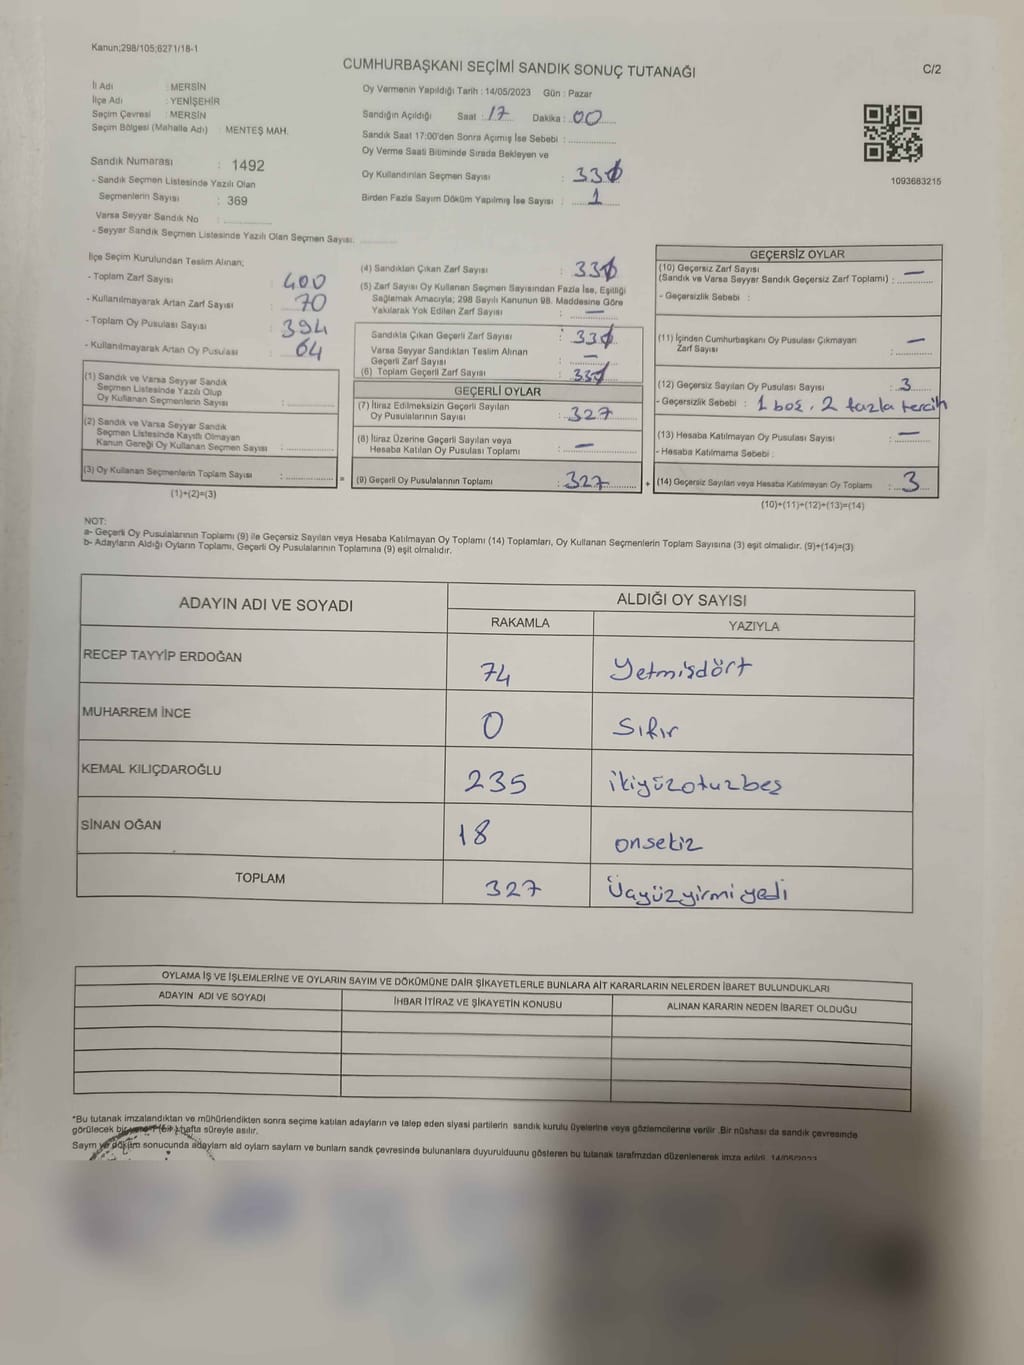 Kanun;298/105;6271/18-1
CUMHURBAŞKANI SEÇİMİ SANDIK SONUÇ TUTANAĞI
C/2
İl Adı : MERSİN
İlçe Adı : YENİŞEHİR
Seçim Çevresi : MERSİN
Seçim Bölgesi (Mahalle Adı) : MENTEŞ MAH.
Sandık Numarası : 1492
- Sandık Seçmen Listesinde Yazılı Olan
Seçmenlerin Sayısı : 369
Varsa Seyyar Sandık No : ..............
- Seyyar Sandık Seçmen Listesinde Yazılı Olan Seçmen Sayısı: ............
Oy Vermenin Yapıldığı Tarih : 14/05/2023 Gün : Pazar
Sandığın Açıldığı Saat : 17 Dakika : 00
Sandık Saat 17:00'den Sonra Açımış İse Sebebi : ..............
Oy Verme Saati Bitiminde Sırada Bekleyen ve
Oy Kullandırılan Seçmen Sayısı : 330
Birden Fazla Sayım Döküm Yapılmış İse Sayısı : 1
1093683215
İlçe Seçim Kurulundan Teslim Alınan;
- Toplam Zarf Sayısı : 400
- Kullanılmayarak Artan Zarf Sayısı : 70
- Toplam Oy Pusulası Sayısı : 394
- Kullanılmayarak Artan Oy Pusulası : 64
(1) Sandık ve Varsa Seyyar Sandık
Seçmen Listesinde Yazılı Olup
Oy Kullanan Seçmenlerin Sayısı : ..............
(2) Sandık ve Varsa Seyyar Sandık
Seçmen Listesinde Kayıtlı Olmayan
Kanun Gereği Oy Kullanan Seçmen Sayısı : ..............
(3) Oy Kullanan Seçmenlerin Toplam Sayısı : .............. =
(1)+(2)=(3)
(4) Sandıktan Çıkan Zarf Sayısı : 330
(5) Zarf Sayısı Oy Kullanan Seçmen Sayısından Fazla İse, Eşitliği
Sağlamak Amacıyla; 298 Sayılı Kanunun 98. Maddesine Göre
Yakılarak Yok Edilen Zarf Sayısı : —
Sandıkta Çıkan Geçerli Zarf Sayısı : 330
Varsa Seyyar Sandıktan Teslim Alınan
Geçerli Zarf Sayısı : —
(6) Toplam Geçerli Zarf Sayısı : 330
GEÇERLİ OYLAR
(7) İtiraz Edilmeksizin Geçerli Sayılan
Oy Pusulalarının Sayısı : 327
(8) İtiraz Üzerine Geçerli Sayılan veya
Hesaba Katılan Oy Pusulası Toplamı : —
(9) Geçerli Oy Pusulalarının Toplamı : 327 +
GEÇERSİZ OYLAR
(10) Geçersiz Zarf Sayısı
(Sandık ve Varsa Seyyar Sandık Geçersiz Zarf Toplamı) : —
- Geçersizlik Sebebi :
(11) İçinden Cumhurbaşkanı Oy Pusulası Çıkmayan
Zarf Sayısı : —
(12) Geçersiz Sayılan Oy Pusulası Sayısı : 3
- Geçersizlik Sebebi : 1 boş, 2 fazla tercih
(13) Hesaba Katılmayan Oy Pusulası Sayısı : —
- Hesaba Katılmama Sebebi :
(14) Geçersiz Sayılan veya Hesaba Katılmayan Oy Toplamı : 3
(10)+(11)+(12)+(13)=(14)
NOT:
a- Geçerli Oy Pusulalarının Toplamı (9) ile Geçersiz Sayılan veya Hesaba Katılmayan Oy Toplamı (14) Toplamları, Oy Kullanan Seçmenlerin Toplam Sayısına (3) eşit olmalıdır. (9)+(14)=(3)
b- Adayların Aldığı Oyların Toplamı, Geçerli Oy Pusulalarının Toplamına (9) eşit olmalıdır.
ADAYIN ADI VE SOYADI ALDIĞI OY SAYISI
RAKAMLA YAZIYLA
RECEP TAYYİP ERDOĞAN 74 Yetmişdört
MUHARREM İNCE 0 Sıfır
KEMAL KILIÇDAROĞLU 235 ikiyüzotuzbeş
SİNAN OĞAN 18 onsekiz
TOPLAM 327 Üçyüzyirmiyedi
OYLAMA İŞ VE İŞLEMLERİNE VE OYLARIN SAYIM VE DÖKÜMÜNE DAİR ŞİKAYETLERLE BUNLARA AİT KARARLARIN NELERDEN İBARET BULUNDUKLARI
ADAYIN ADI VE SOYADI İHBAR İTİRAZ VE ŞİKAYETİN KONUSU ALINAN KARARIN NEDEN İBARET OLDUĞU
*Bu tutanak imzalandıktan ve mühürlendikten sonra seçime katılan adayların ve talep eden siyasi partilerin sandık kurulu üyelerine veya gözlemcilerine verilir .Bir nüshası da sandık çevresinde
görülecek bir yerde (bir) hafta süreyle asılır.
Sayım ve döküm sonucunda adaylam ald oylam saylam ve bunlarn sandk çevresinde bulunanlara duyurulduunu gösteren bu tutanak tarafmzdan düzenlenerek imza edildi. 14/05/2023